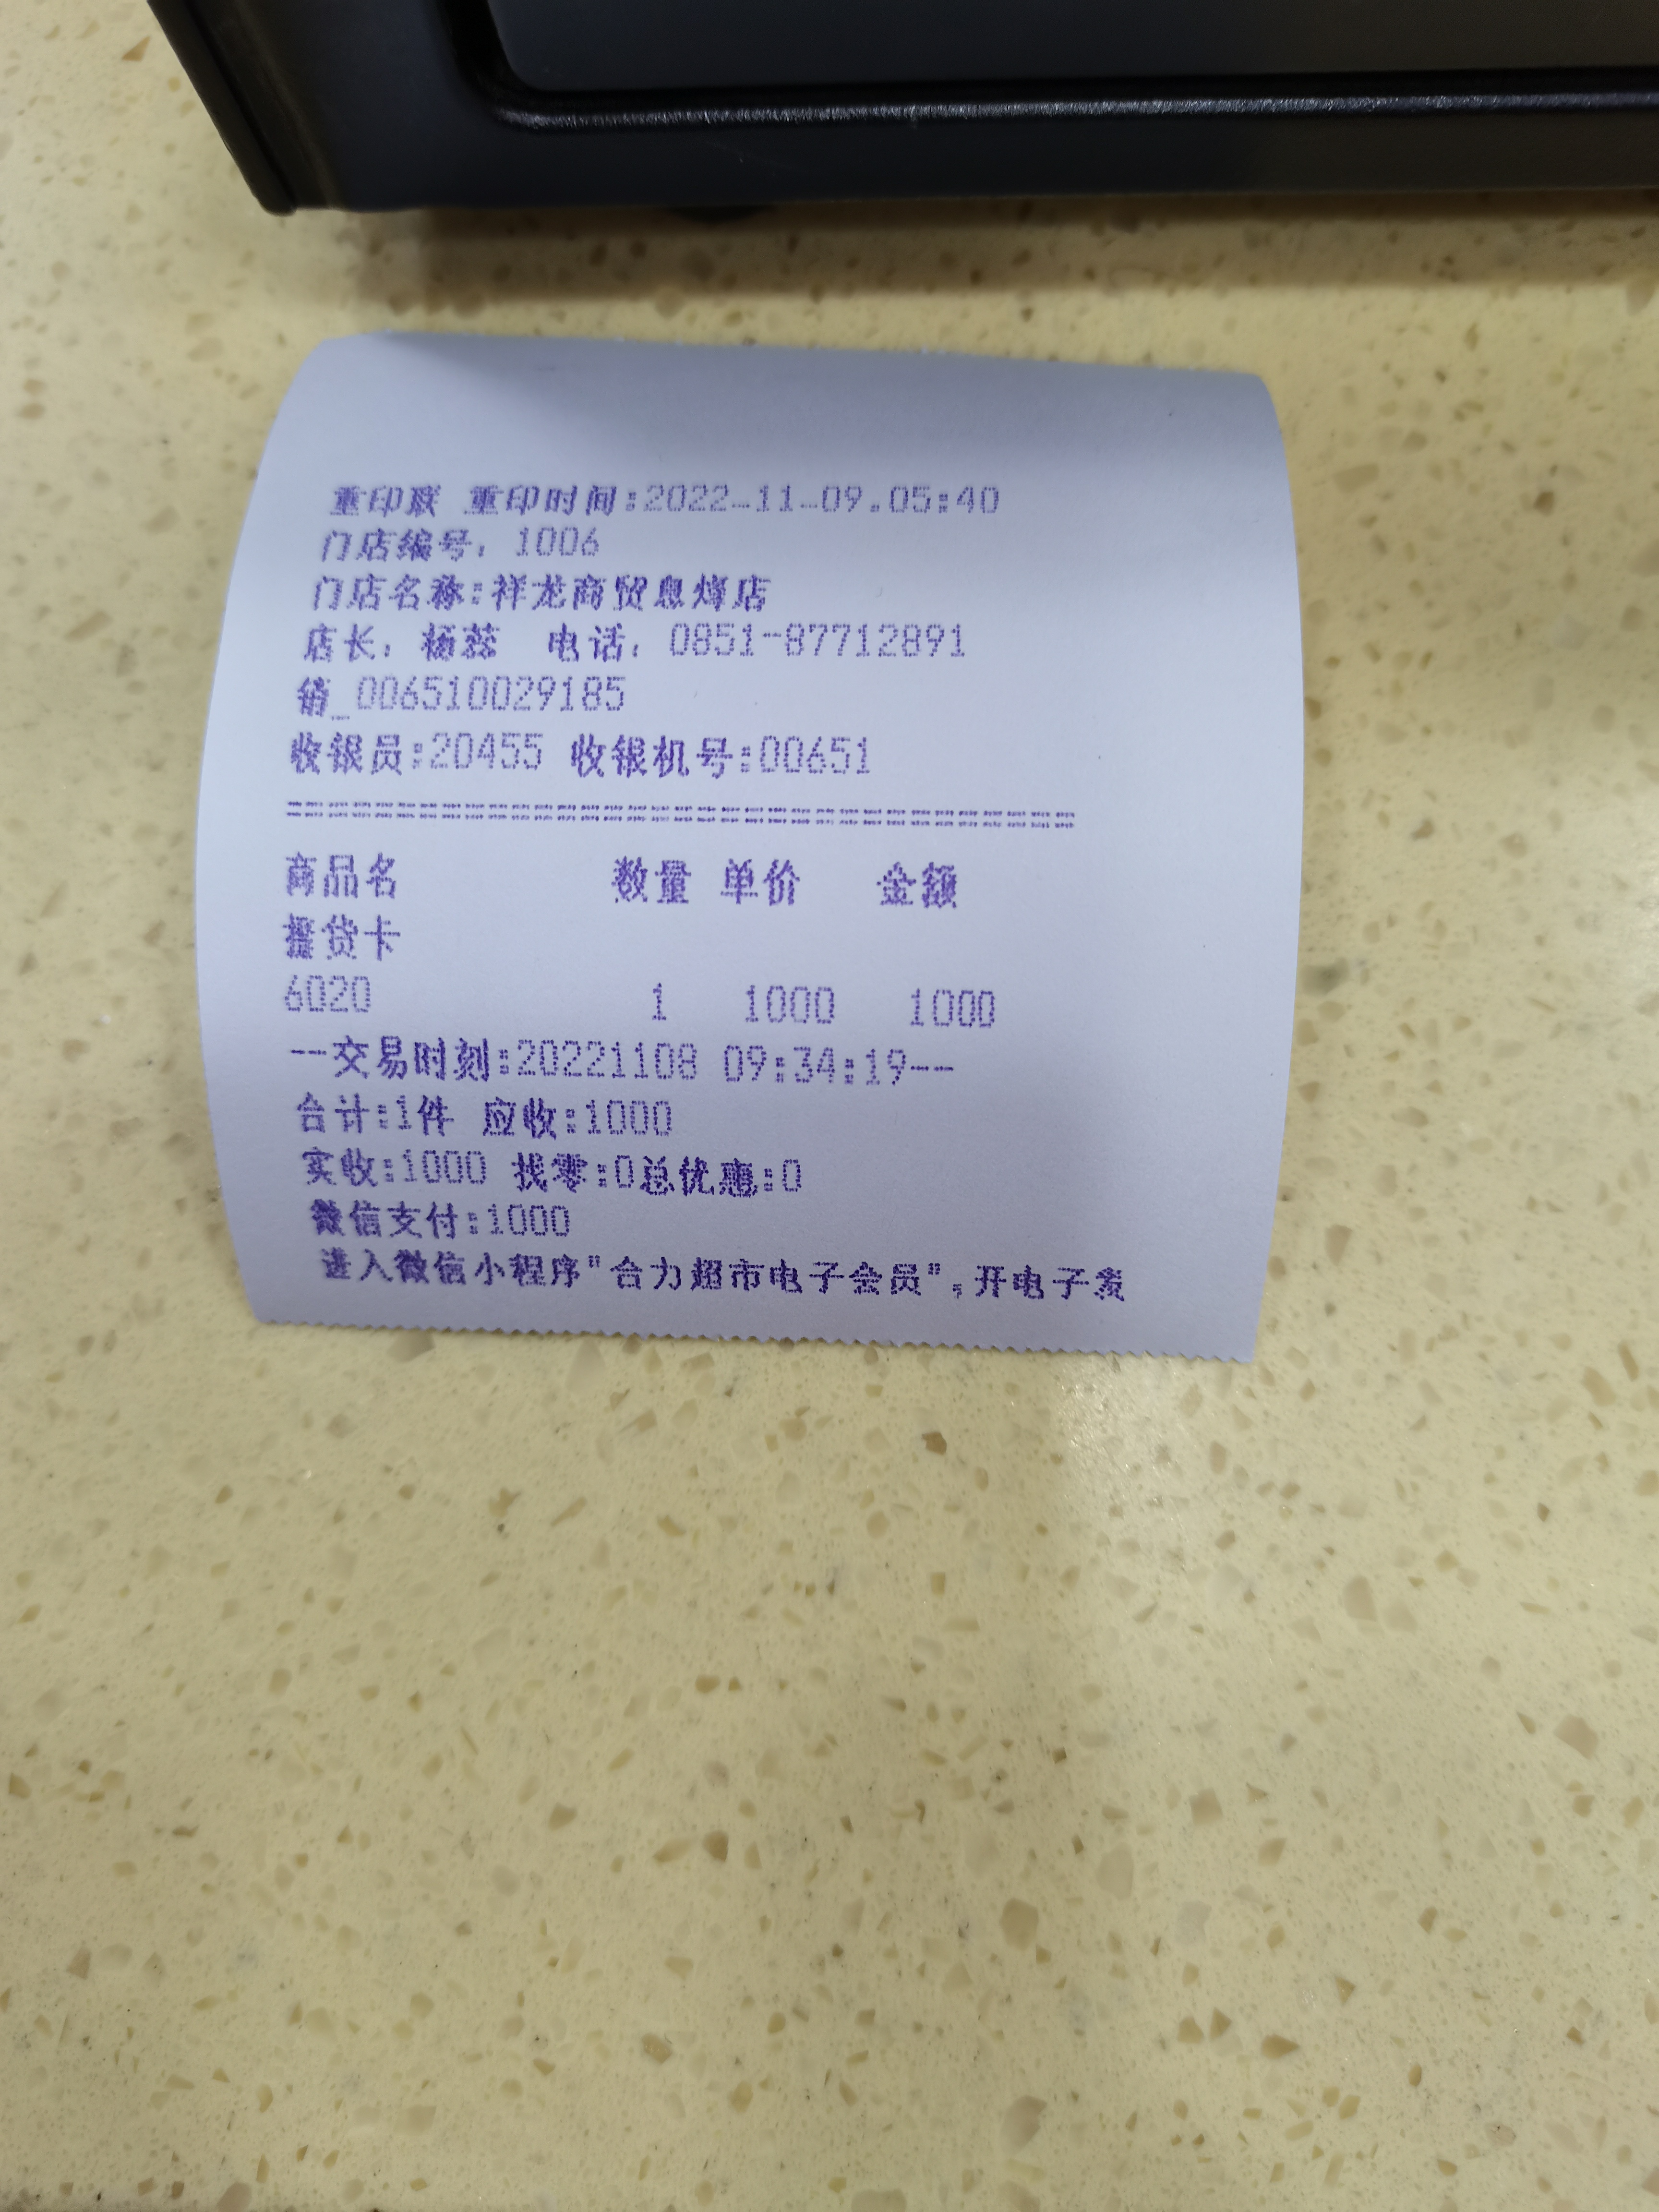 重印联 重印时间:2022-11-09.05:40
门店编号: 1006
门店名称:祥龙商贸息烽店
店长: 杨蕊 电话: 0851-87712891
销_006510029185
收银员:20455 收银机号:00651
商品名 数量 单价 金额
提货卡
6020 1 1000 1000
--交易时刻:20221108 09:34:19--
合计:1件 应收:1000
实收:1000 找零:0总优惠:0
微信支付:1000
进入微信小程序"合力超市电子会员",开电子发